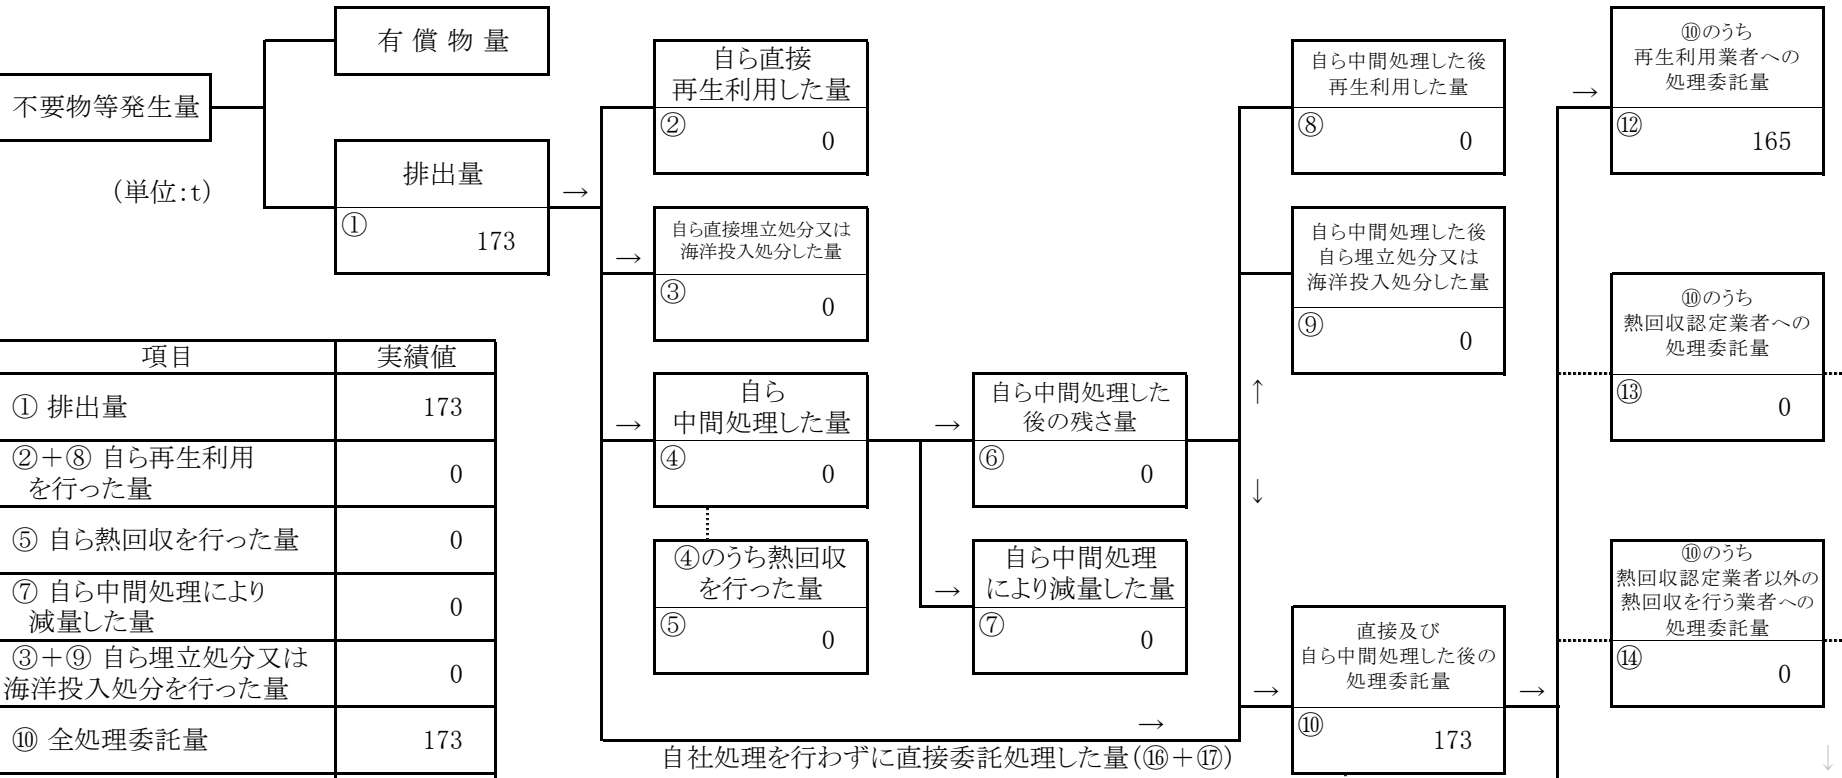 有 償 物 量
不要物等発生量
(単位:t)
排出量
①
173
→
自ら直接
再生利用した量
②
0
→
自ら直接埋立処分又は
海洋投入処分した量
③
0
→
自ら
中間処理した量
④
0
④のうち熱回収
を行った量
⑤
0
→
自ら中間処理した
後の残さ量
⑥
0
→
自ら中間処理
により減量した量
⑦
0
自ら中間処理した後
再生利用した量
⑧
0
自ら中間処理した後
自ら埋立処分又は
海洋投入処分した量
⑨
0
↑
↓
→
直接及び
自ら中間処理した後の
処理委託量
⑩
173
→
→
自社処理を行わずに直接委託処理した量(⑯+⑰)
→
⑩のうち
再生利用業者への
処理委託量
⑫
165
⑩のうち
熱回収認定業者への
処理委託量
⑬
0
⑩のうち
熱回収認定業者以外の
熱回収を行う業者への
処理委託量
⑭
0
↓
項目 実績値
① 排出量 173
②+⑧ 自ら再生利用
を行った量
0
⑤ 自ら熱回収を行った量 0
⑦ 自ら中間処理により
減量した量
0
③+⑨ 自ら埋立処分又は
海洋投入処分を行った量
0
⑩ 全処理委託量 173